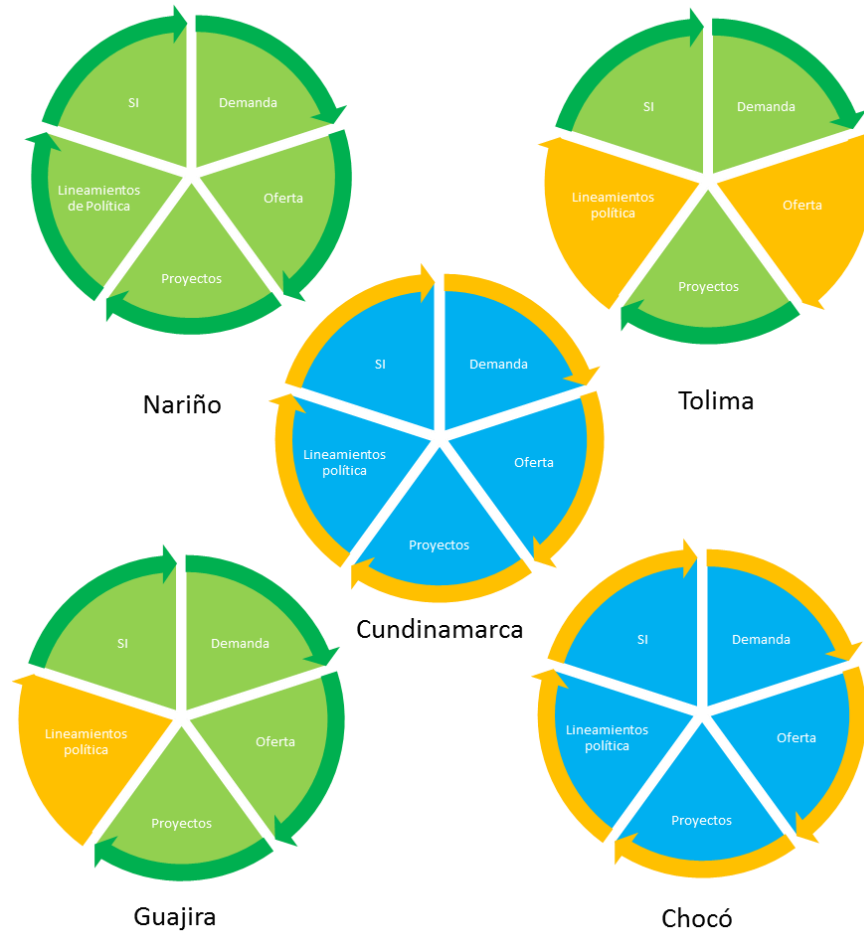 SI
Demanda
Lineamientos
de Política
Oferta
Proyectos
Nariño
SI
Demanda
Lineamientos
política
Oferta
Proyectos
Tolima
SI
Demanda
Lineamientos
política
Oferta
Proyectos
Cundinamarca
SI
Demanda
Lineamientos
política
Oferta
Proyectos
Guajira
SI
Demanda
Lineamientos
política
Oferta
Proyectos
Chocó